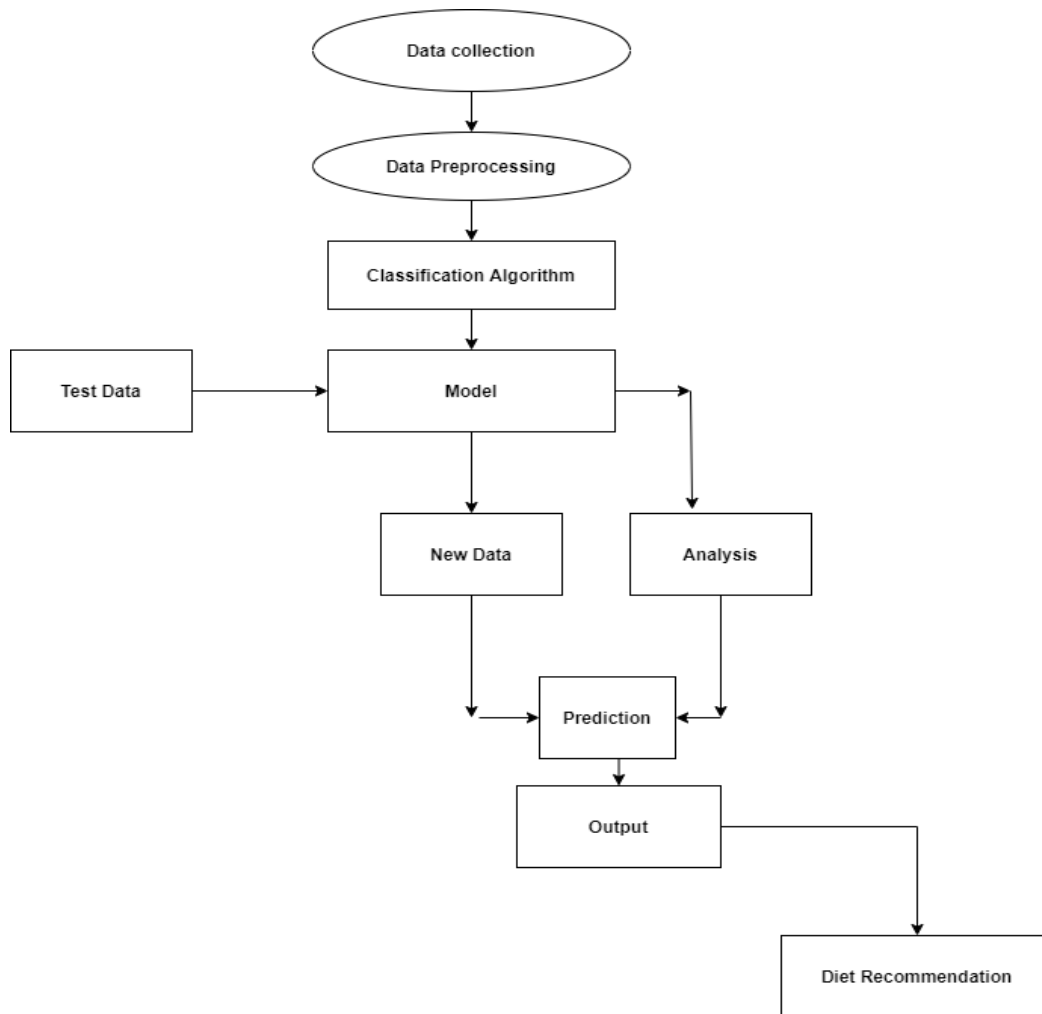 Data collection
Data Preprocessing
Classification Algorithm
Test Data
Model
New Data
Analysis
Prediction
Output
Diet Recommendation